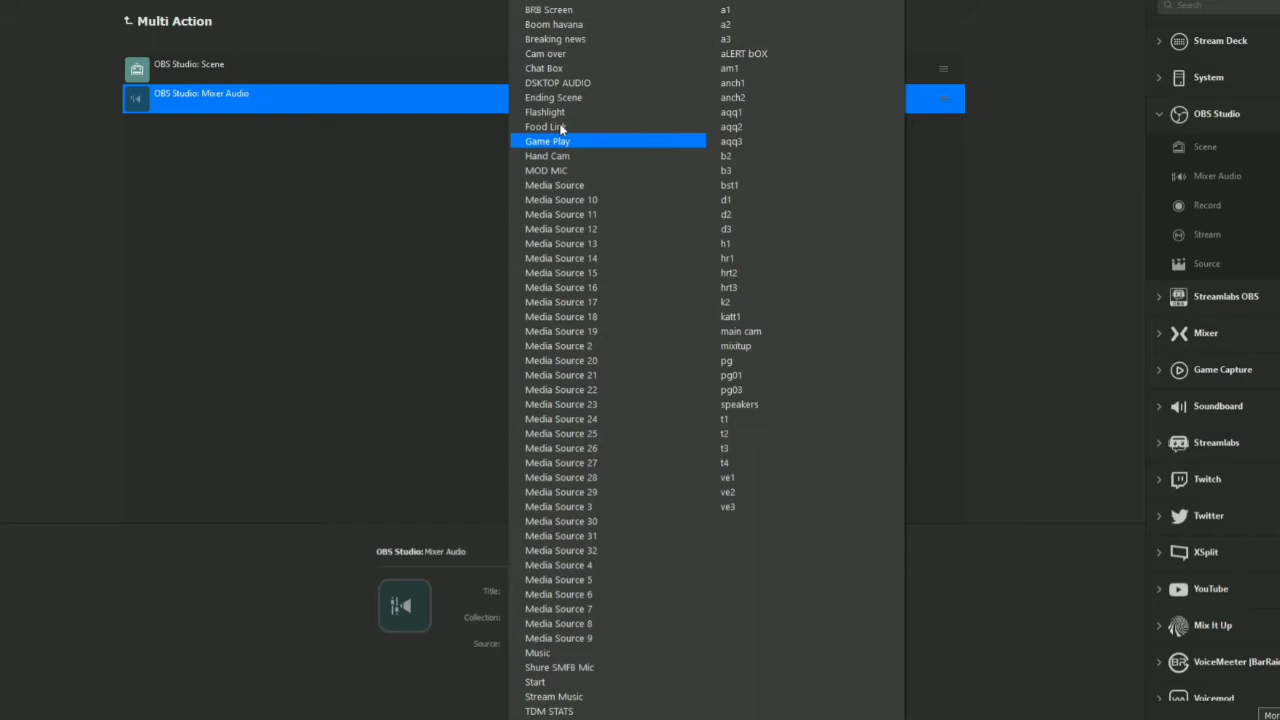 Multi Action
OBS Studio: Scene
OBS Studio: Mixer Audio
BRB Screen
Boom havana
Breaking news
Cam over
Chat Box
DSKTOP AUDIO
Ending Scene
Flashlight
Food Link
Game Play
Hand Cam
MOD MIC
Media Source
Media Source 10
Media Source 11
Media Source 12
Media Source 13
Media Source 14
Media Source 15
Media Source 16
Media Source 17
Media Source 18
Media Source 19
Media Source 2
Media Source 20
Media Source 21
Media Source 22
Media Source 23
Media Source 24
Media Source 25
Media Source 26
Media Source 27
Media Source 28
Media Source 29
Media Source 3
Media Source 30
Media Source 31
Media Source 32
Media Source 4
Media Source 5
Media Source 6
Media Source 7
Media Source 8
Media Source 9
Music
Shure SMFB Mic
Start
Stream Music
TDM STATS
a1
a2
a3
aLERT bOX
am1
anch1
anch2
aqq1
aqq2
aqq3
b2
b3
bst1
d1
d2
d3
h1
hr1
hrt2
hrt3
k2
katt1
main cam
mixitup
pg
pg01
pg03
speakers
t1
t2
t3
t4
ve1
ve2
ve3
OBS Studio: Mixer Audio
Title:
Collection:
Source:
Search
Stream Deck
System
OBS Studio
Scene
Mixer Audio
Record
Stream
Source
Streamlabs OBS
Mixer
Game Capture
Soundboard
Streamlabs
Twitch
Twitter
XSplit
YouTube
Mix It Up
VoiceMeeter [BarRai
Voicemod
Mor